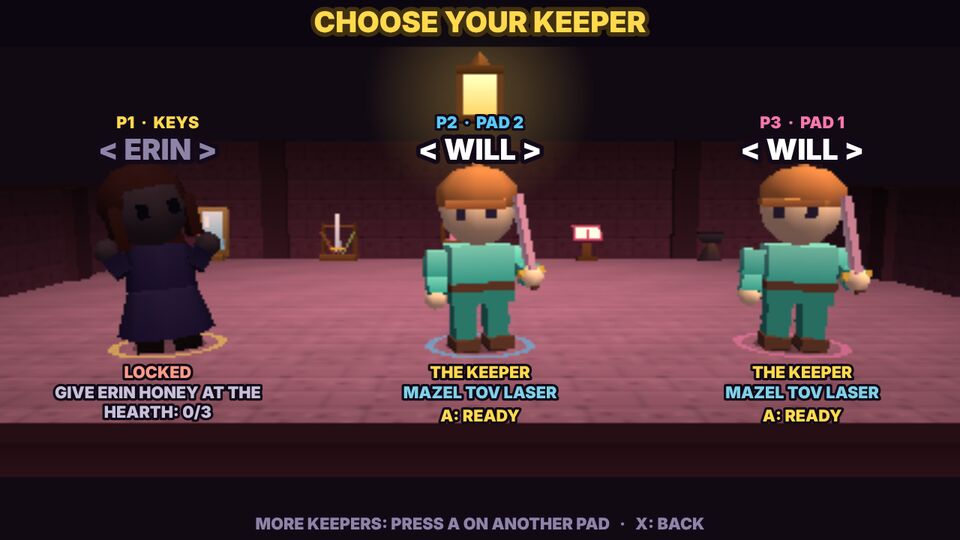 CHOOSE YOUR KEEPER
P1 · KEYS
< ERIN >
LOCKED
GIVE ERIN HONEY AT THE
HEARTH: 0/3
P2 · PAD 2
< WILL >
THE KEEPER
MAZEL TOV LASER
A: READY
P3 · PAD 1
< WILL >
THE KEEPER
MAZEL TOV LASER
A: READY
MORE KEEPERS: PRESS A ON ANOTHER PAD · X: BACK